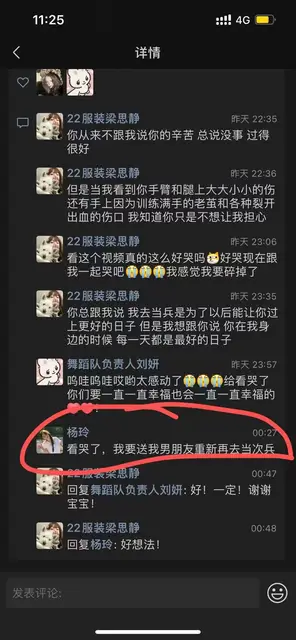 11:25
4G
详情
22服装梁思静
昨天 22:35
你从来不跟我说你的辛苦 总说没事 过得
很好
22服装梁思静
昨天 22:36
但是当我看到你手臂和腿上大大小小的伤
还有手上因为训练满手的老茧和各种裂开
出血的伤口 我知道你只是不想让我担心
22服装梁思静
昨天 23:06
看这个视频真的这么好哭吗🐱好哭现在跟
我一起哭吧😭😭😭我感觉我要碎掉了
22服装梁思静
昨天 23:35
你总跟我说 我去当兵是为了以后能让你过
上更好的日子 但是我想跟你说 你在我身
边的时候 每一天都是最好的日子
舞蹈队负责人刘妍
昨天 23:57
呜哇呜哇哎哟太感动了😭😭😭给看哭了
你们要一直一直幸福也会一直一直幸福的
❤️❤️
杨玲
00:27
看哭了，我要送我男朋友重新再去当次兵
22服装梁思静
00:47
回复舞蹈队负责人刘妍: 好！一定！谢谢
宝宝！
22服装梁思静
00:48
回复杨玲: 好想法！
发表评论: